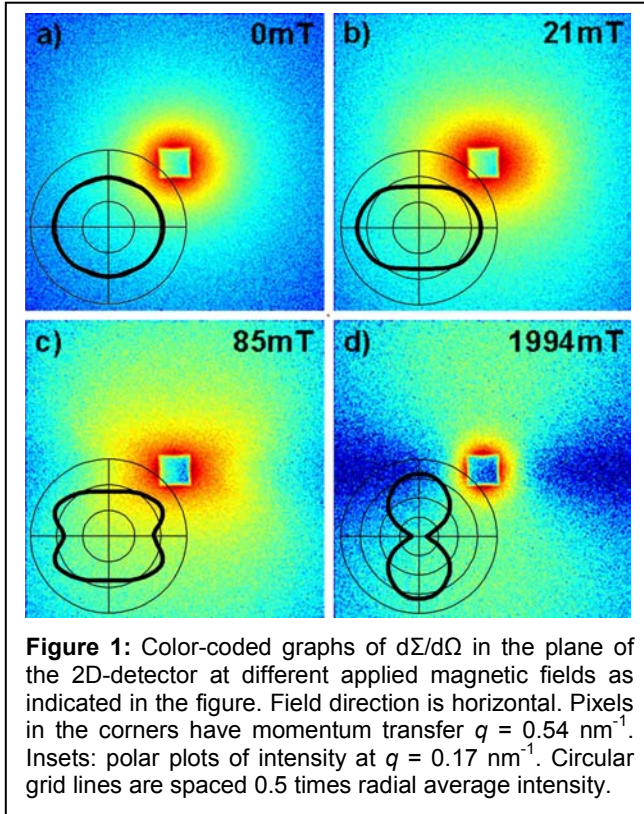 a) 0mT
b) 21mT
c) 85mT
d) 1994mT
Figure 1: Color-coded graphs of dΣ/dΩ in the plane of
the 2D-detector at different applied magnetic fields as
indicated in the figure. Field direction is horizontal. Pixels
in the corners have momentum transfer q = 0.54 nm⁻¹.
Insets: polar plots of intensity at q = 0.17 nm⁻¹. Circular
grid lines are spaced 0.5 times radial average intensity.